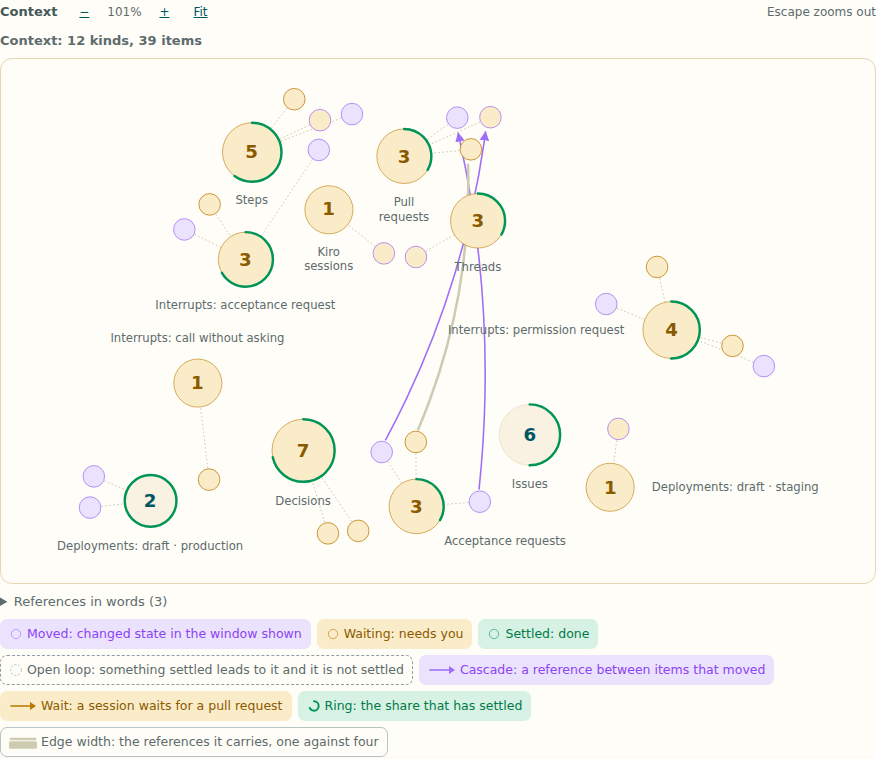 Context − 101% + Fit Escape zooms out
Context: 12 kinds, 39 items
5
Steps
3
Pull
requests
1
Kiro
sessions
3
Threads
3
Interrupts: acceptance request
Interrupts: call without asking
1
Interrupts: permission request
4
7
Decisions
6
Issues
1
Deployments: draft · staging
2
Deployments: draft · production
3
Acceptance requests
References in words (3)
Moved: changed state in the window shown
Waiting: needs you
Settled: done
Open loop: something settled leads to it and it is not settled
Cascade: a reference between items that moved
Wait: a session waits for a pull request
Ring: the share that has settled
Edge width: the references it carries, one against four